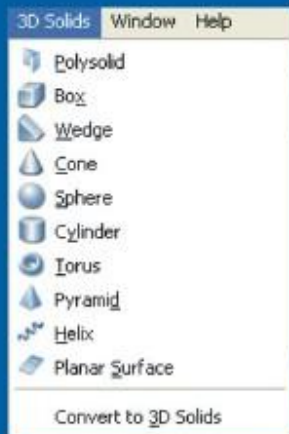 3D Solids Window Help
Polysolid
Box
Wedge
Cone
Sphere
Cylinder
Torus
Pyramid
Helix
Planar Surface
Convert to 3D Solids